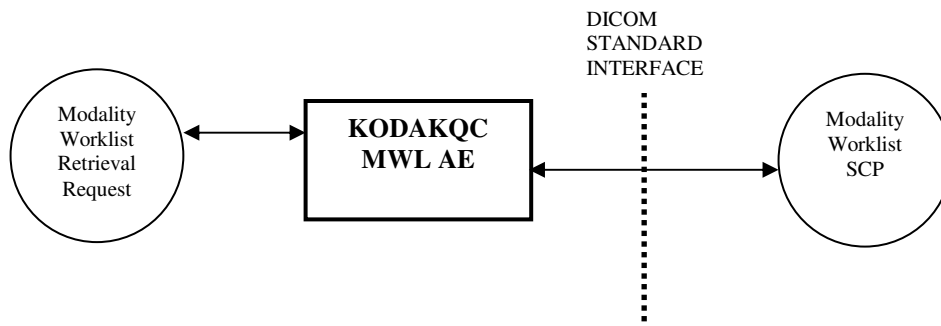 DICOM
STANDARD
INTERFACE
Modality
Worklist
Retrieval
Request
KODAKQC
MWL AE
Modality
Worklist
SCP